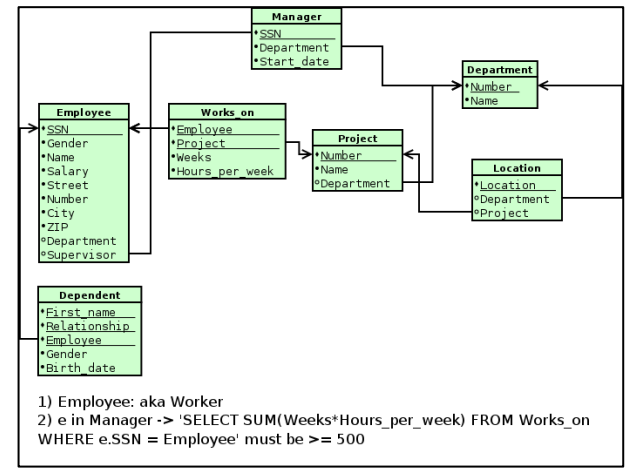 Manager
SSN
Department
Start_date
Department
Number
Name
Employee
SSN
Gender
Name
Salary
Street
Number
City
ZIP
Department
Supervisor
Works_on
Employee
Project
Weeks
Hours_per_week
Project
Number
Name
Department
Location
Location
Department
Project
Dependent
First_name
Relationship
Employee
Gender
Birth_date
1) Employee: aka Worker
2) e in Manager -> 'SELECT SUM(Weeks*Hours_per_week) FROM Works_on
WHERE e.SSN = Employee' must be >= 500